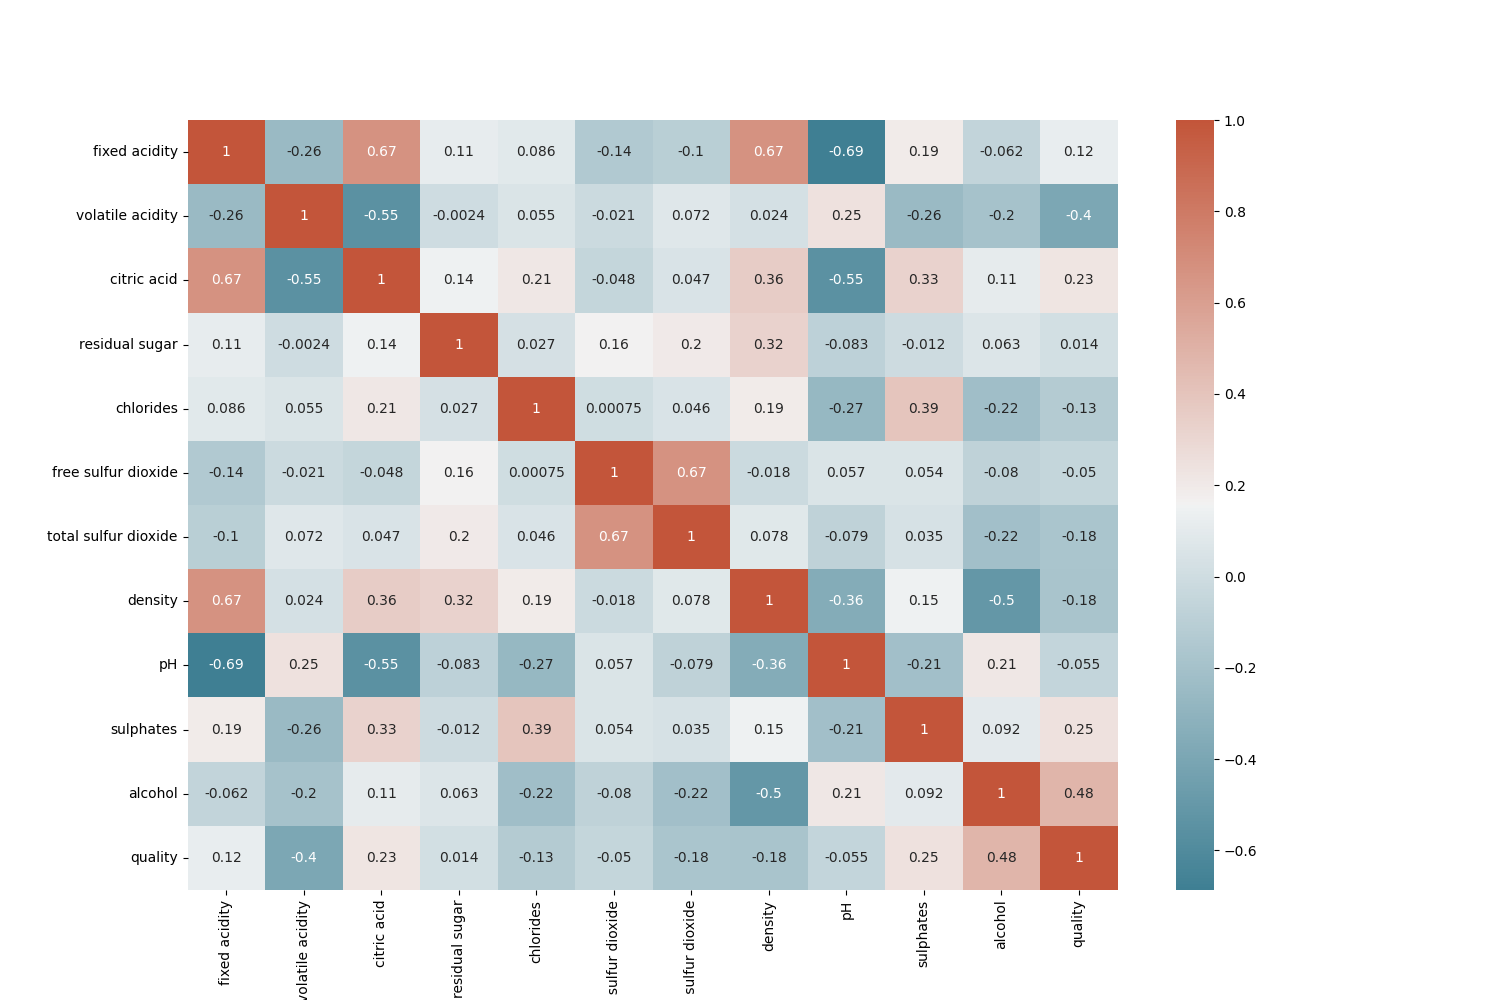 fixed acidity 1 -0.26 0.67 0.11 0.086 -0.14 -0.1 0.67 -0.69 0.19 -0.062 0.12
volatile acidity -0.26 1 -0.55 -0.0024 0.055 -0.021 0.072 0.024 0.25 -0.26 -0.2 -0.4
citric acid 0.67 -0.55 1 0.14 0.21 -0.048 0.047 0.36 -0.55 0.33 0.11 0.23
residual sugar 0.11 -0.0024 0.14 1 0.027 0.16 0.2 0.32 -0.083 -0.012 0.063 0.014
chlorides 0.086 0.055 0.21 0.027 1 0.00075 0.046 0.19 -0.27 0.39 -0.22 -0.13
free sulfur dioxide -0.14 -0.021 -0.048 0.16 0.00075 1 0.67 -0.018 0.057 0.054 -0.08 -0.05
total sulfur dioxide -0.1 0.072 0.047 0.2 0.046 0.67 1 0.078 -0.079 0.035 -0.22 -0.18
density 0.67 0.024 0.36 0.32 0.19 -0.018 0.078 1 -0.36 0.15 -0.5 -0.18
pH -0.69 0.25 -0.55 -0.083 -0.27 0.057 -0.079 -0.36 1 -0.21 0.21 -0.055
sulphates 0.19 -0.26 0.33 -0.012 0.39 0.054 0.035 0.15 -0.21 1 0.092 0.25
alcohol -0.062 -0.2 0.11 0.063 -0.22 -0.08 -0.22 -0.5 0.21 0.092 1 0.48
quality 0.12 -0.4 0.23 0.014 -0.13 -0.05 -0.18 -0.18 -0.055 0.25 0.48 1
fixed acidity
volatile acidity
citric acid
residual sugar
chlorides
sulfur dioxide
sulfur dioxide
density
pH
sulphates
alcohol
quality
1.0
0.8
0.6
0.4
0.2
0.0
−0.2
−0.4
−0.6